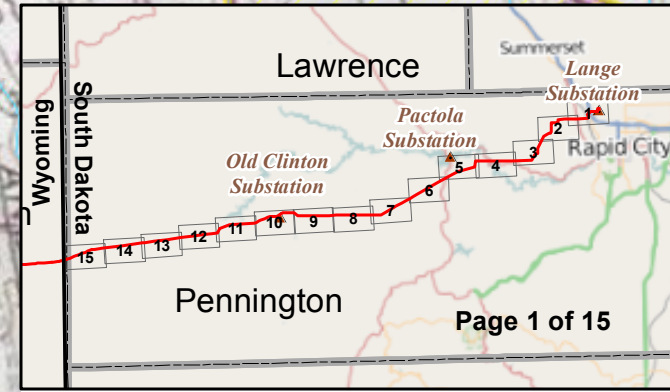 Summerset
Lawrence
Lange
Substation
Wyoming
South Dakota
Pactola
Substation
Rapid City
Old Clinton
Substation
1
2
3
4
5
6
7
8
9
10
11
12
13
14
15
Pennington
Page 1 of 15